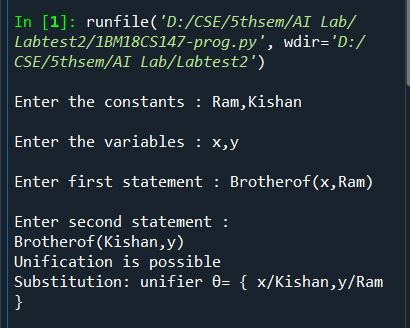 In [1]: runfile('D:/CSE/5thsem/AI Lab/
Labtest2/1BM18CS147-prog.py', wdir='D:/
CSE/5thsem/AI Lab/Labtest2')
Enter the constants : Ram,Kishan
Enter the variables : x,y
Enter first statement : Brotherof(x,Ram)
Enter second statement :
Brotherof(Kishan,y)
Unification is possible
Substitution: unifier θ= { x/Kishan,y/Ram
}